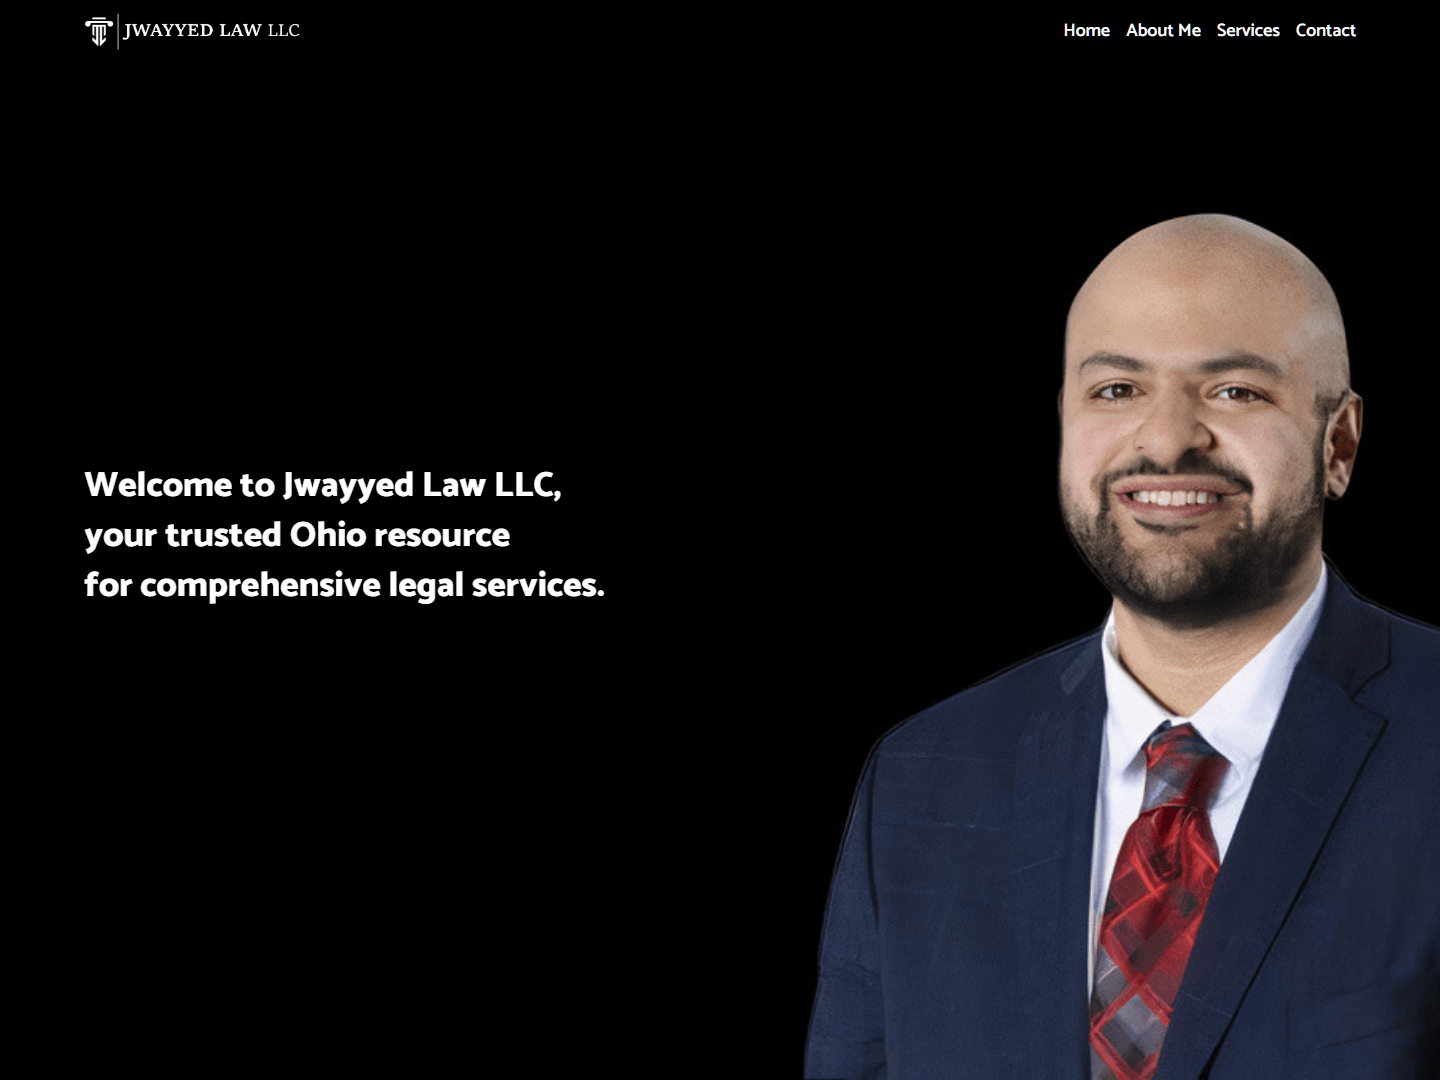 JWAYYED LAW LLC
Home About Me Services Contact
Welcome to Jwayyed Law LLC,
your trusted Ohio resource
for comprehensive legal services.